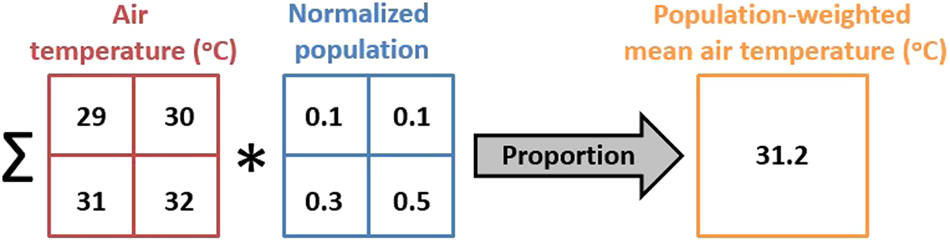 Air
temperature (°C)
Normalized
population
Population-weighted
mean air temperature (°C)
Σ
29 30
31 32
*
0.1 0.1
0.3 0.5
Proportion
31.2